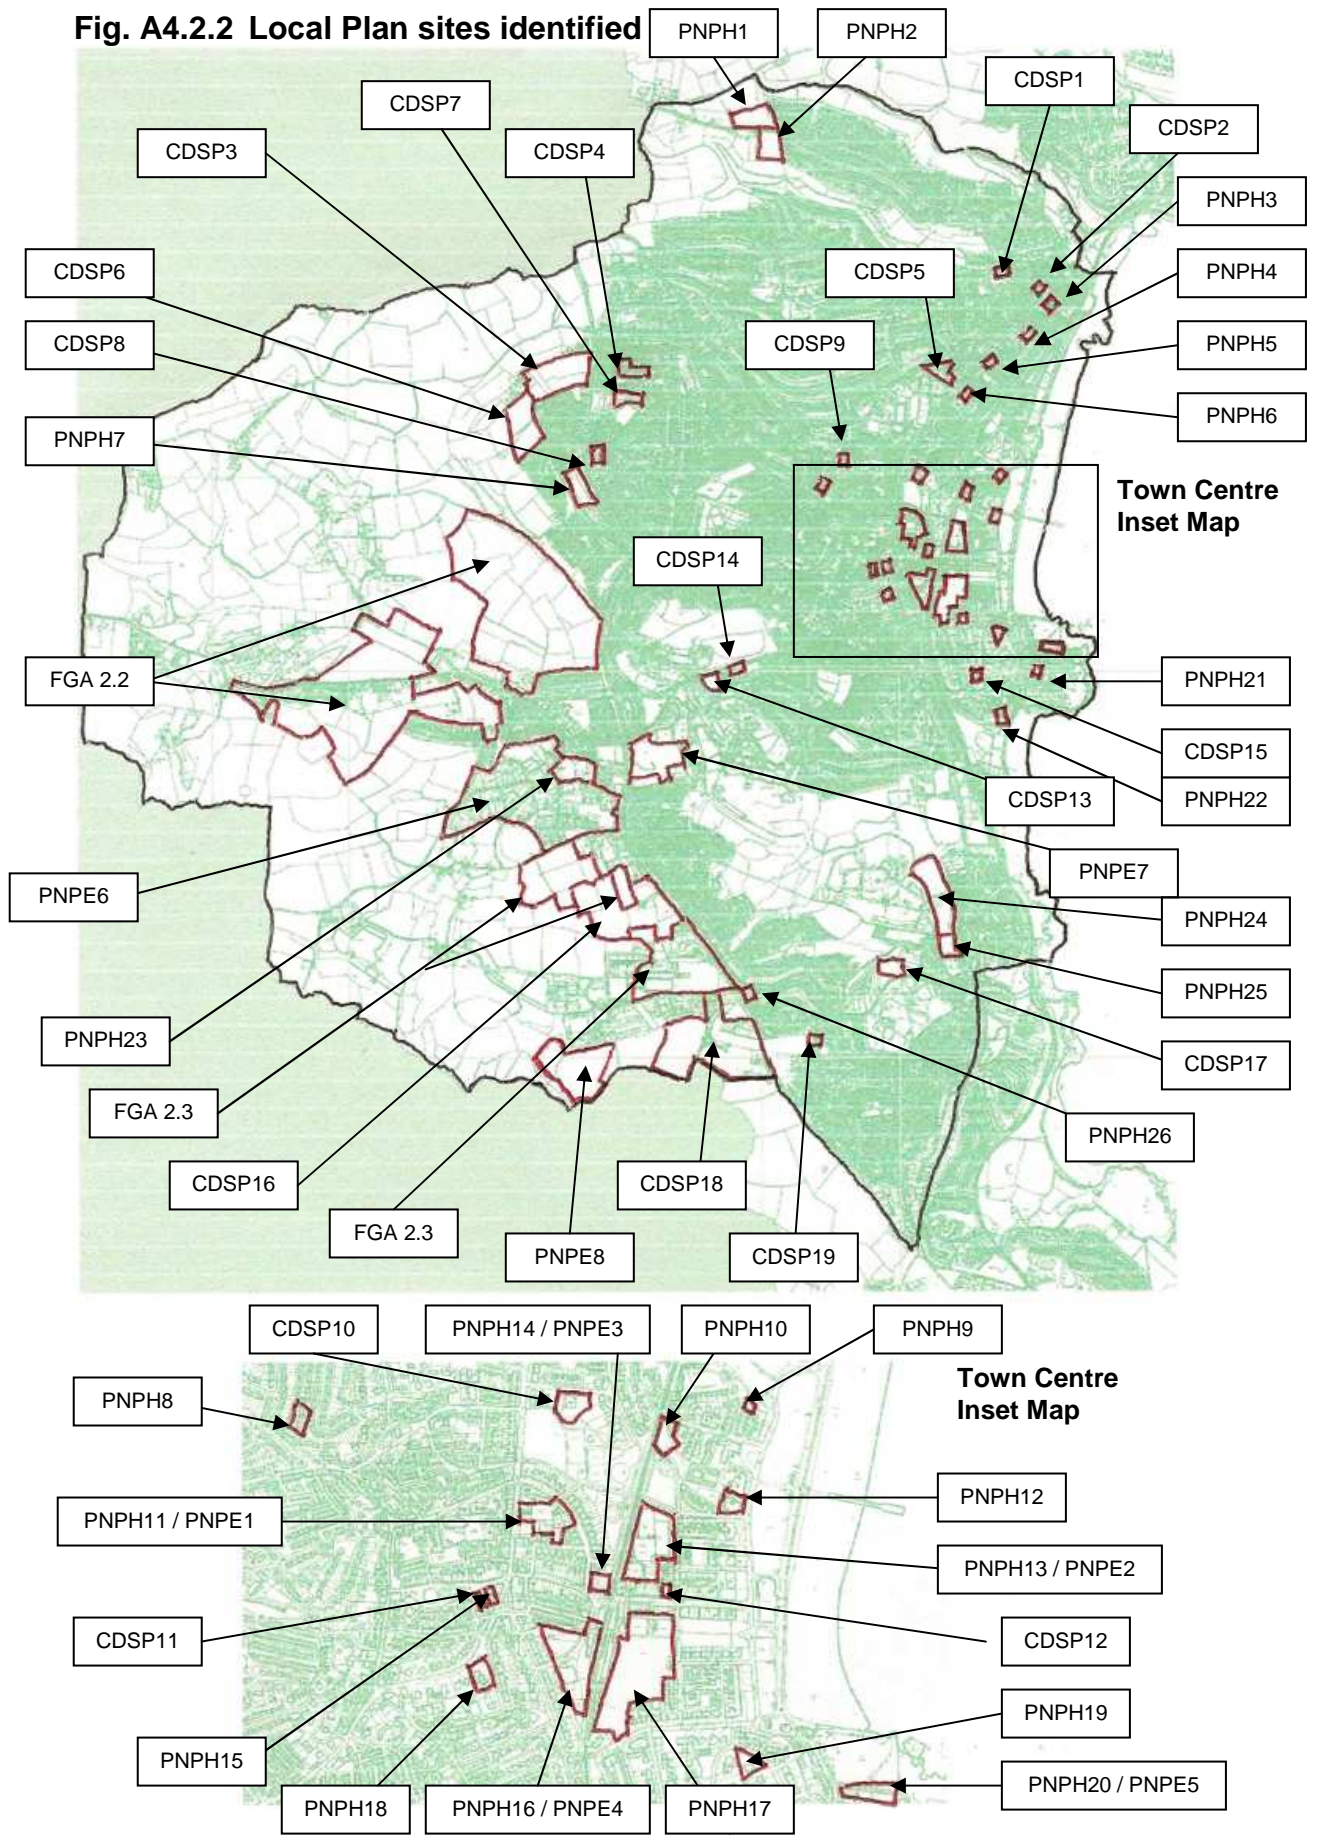 Fig. A4.2.2 Local Plan sites identified
PNPH1
PNPH2
CDSP1
CDSP7
CDSP2
CDSP3
CDSP4
PNPH3
CDSP6
CDSP5
PNPH4
CDSP8
CDSP9
PNPH5
PNPH6
PNPH7
Town Centre
Inset Map
CDSP14
FGA 2.2
PNPH21
CDSP15
CDSP13
PNPH22
PNPE6
PNPE7
PNPH24
PNPH25
PNPH23
CDSP17
FGA 2.3
PNPH26
CDSP16
CDSP18
FGA 2.3
PNPE8
CDSP19
CDSP10
PNPH14 / PNPE3
PNPH10
PNPH9
Town Centre
Inset Map
PNPH8
PNPH12
PNPH11 / PNPE1
PNPH13 / PNPE2
CDSP11
CDSP12
PNPH19
PNPH15
PNPH18
PNPH16 / PNPE4
PNPH17
PNPH20 / PNPE5